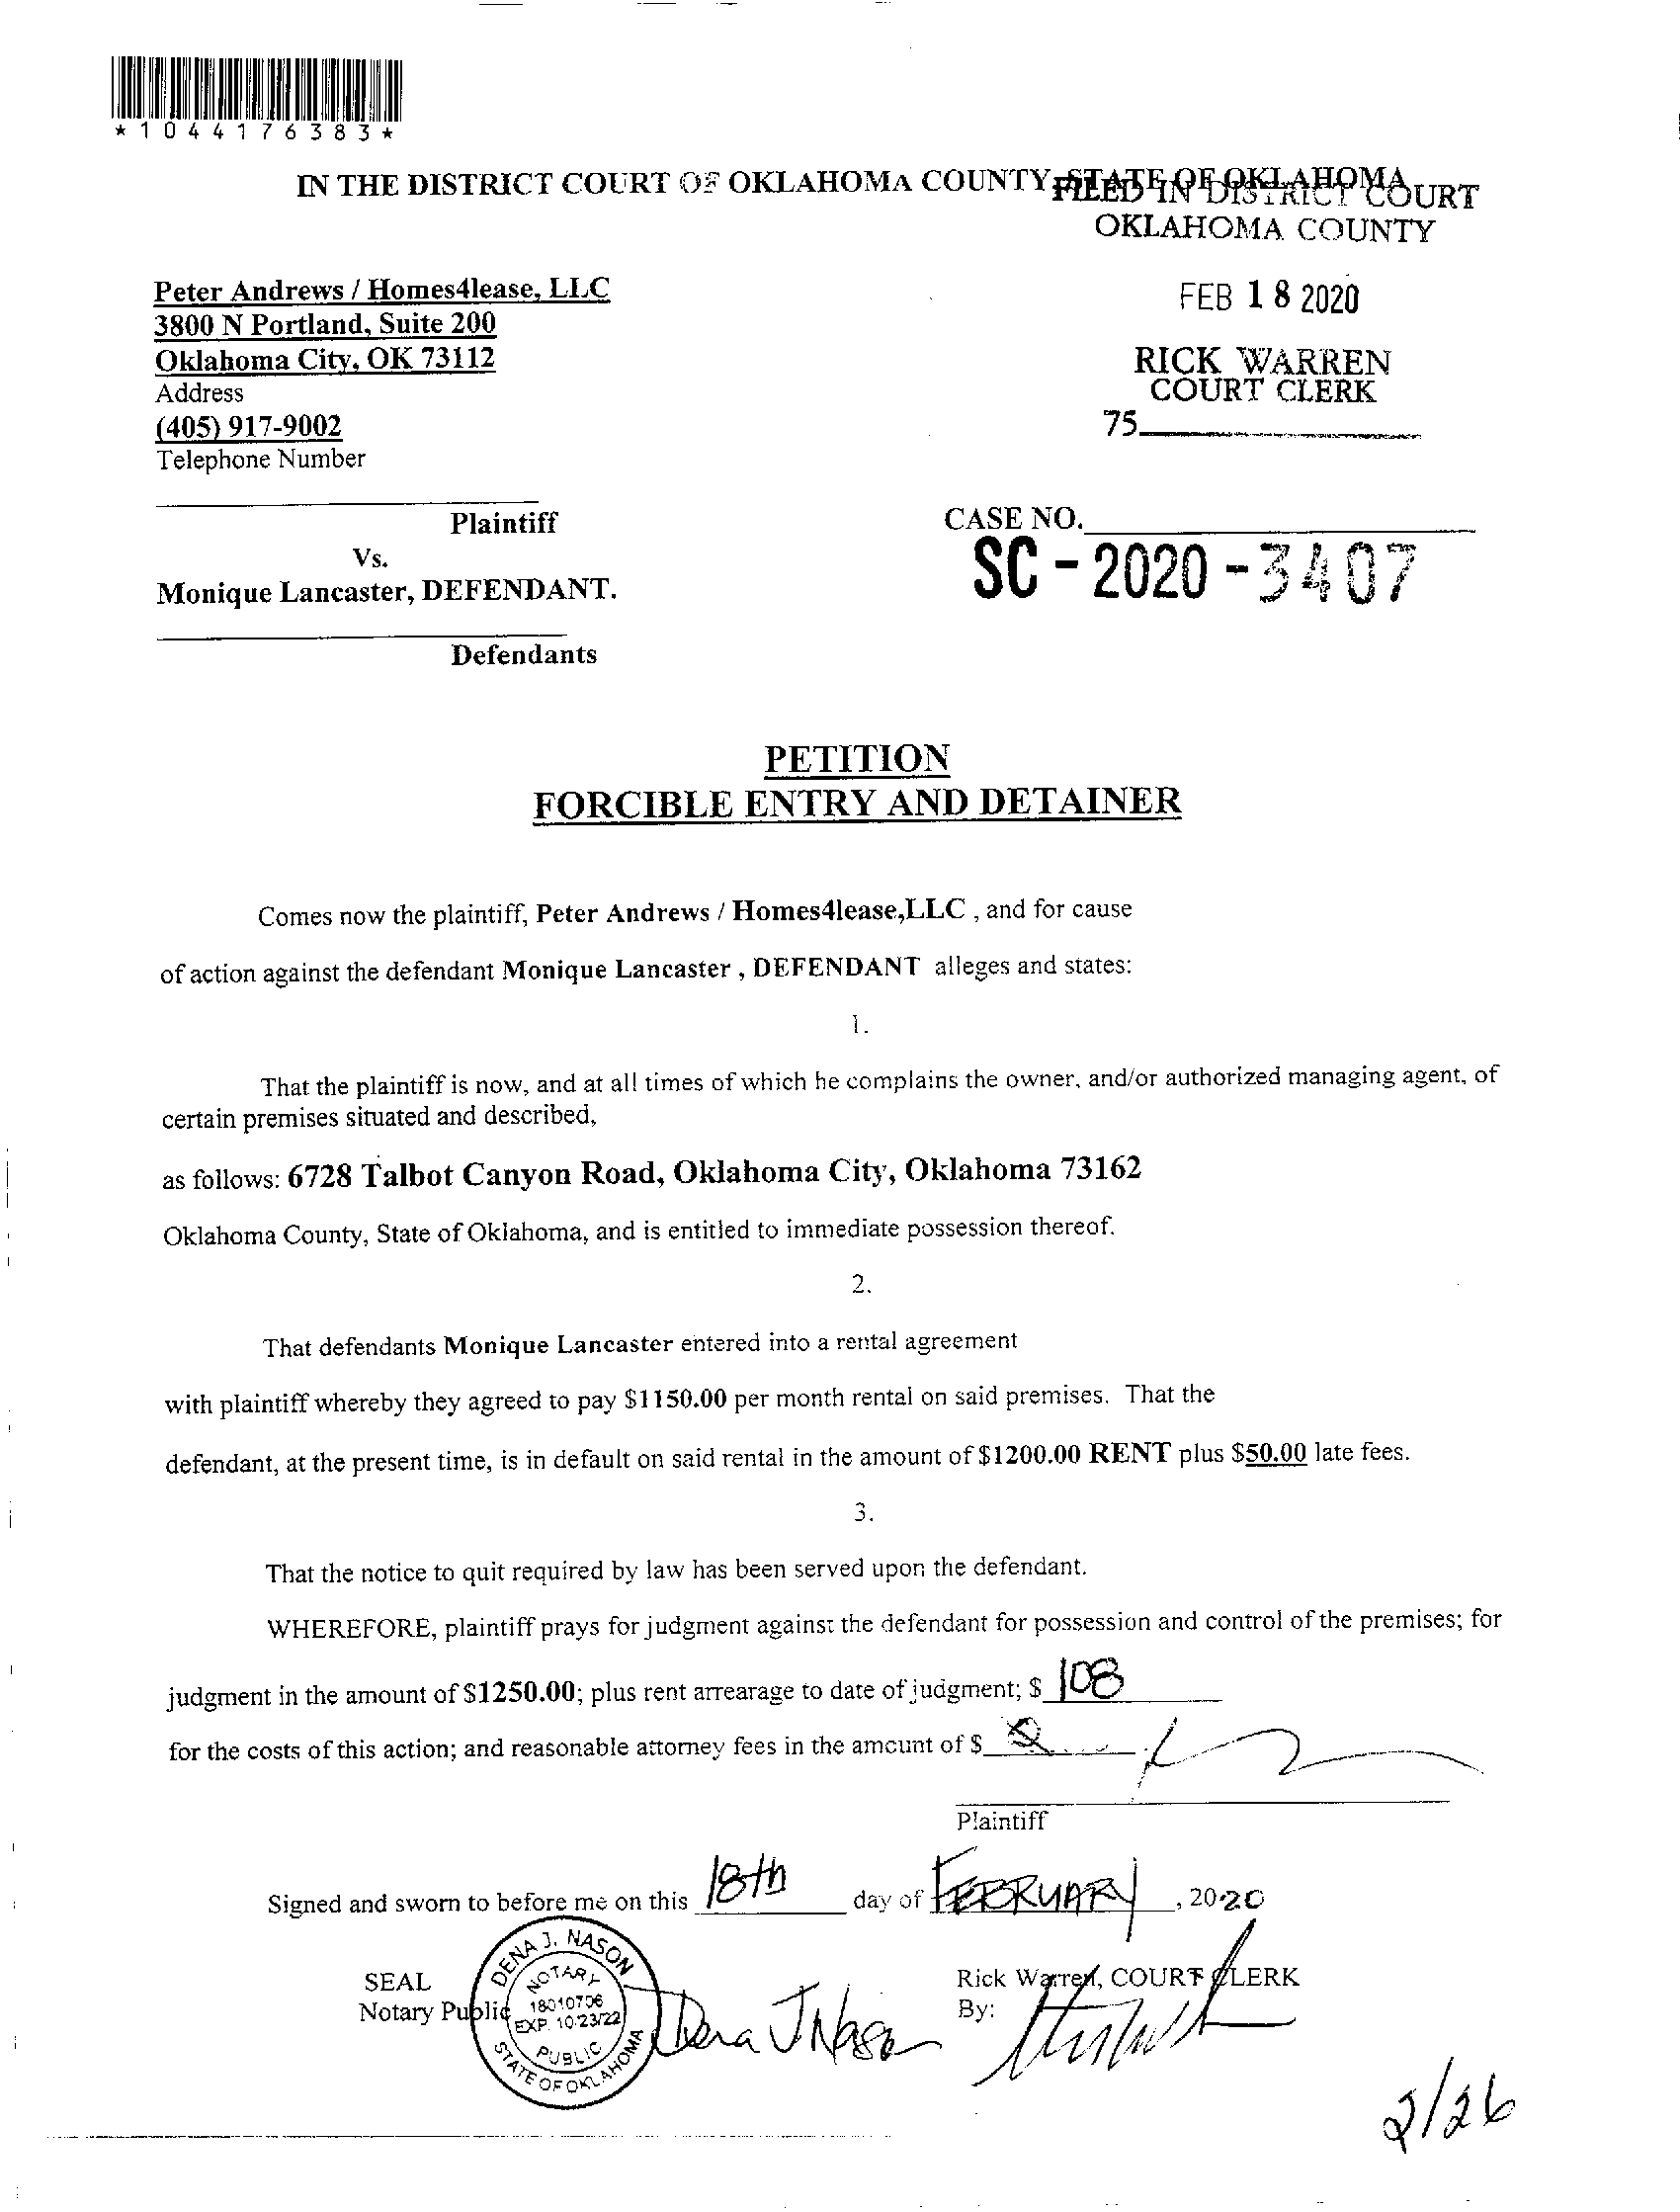 *1044176383*
IN THE DISTRICT COURT OF OKLAHOMA COUNTY, STATE OF OKLAHOMA
FILED IN DISTRICT COURT
OKLAHOMA COUNTY
Peter Andrews / Homes4lease, LLC
FEB 18 2020
3800 N Portland, Suite 200
Oklahoma City, OK 73112
RICK WARREN
Address
COURT CLERK
(405) 917-9002
75
Telephone Number
Plaintiff
CASE NO.
Vs.
SC - 2020 - 3407
Monique Lancaster, DEFENDANT.
Defendants
PETITION
FORCIBLE ENTRY AND DETAINER
Comes now the plaintiff, Peter Andrews / Homes4lease,LLC , and for cause
of action against the defendant Monique Lancaster , DEFENDANT alleges and states:
1.
That the plaintiff is now, and at all times of which he complains the owner, and/or authorized managing agent, of
certain premises situated and described,
as follows: 6728 Talbot Canyon Road, Oklahoma City, Oklahoma 73162
Oklahoma County, State of Oklahoma, and is entitled to immediate possession thereof.
2.
That defendants Monique Lancaster entered into a rental agreement
with plaintiff whereby they agreed to pay $1150.00 per month rental on said premises. That the
defendant, at the present time, is in default on said rental in the amount of $1200.00 RENT plus $50.00 late fees.
3.
That the notice to quit required by law has been served upon the defendant.
WHEREFORE, plaintiff prays for judgment against the defendant for possession and control of the premises; for
judgment in the amount of $1250.00; plus rent arrearage to date of judgment; $ 108
for the costs of this action; and reasonable attorney fees in the amount of $
Plaintiff
Signed and sworn to before me on this 18th day of FEBRUARY, 2020
SEAL
Notary Public
DENA J. NASON
NOTARY
18010706
EXP. 10/23/22
PUBLIC
STATE OF OKLAHOMA
Dena J Nason
Rick Warren, COURT CLERK
By:
2/26